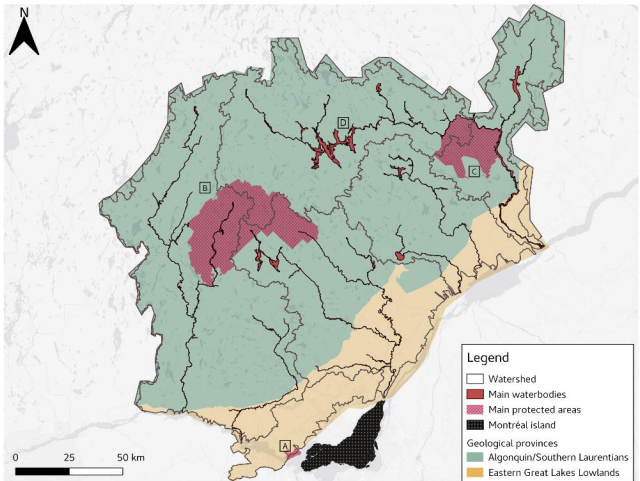 N
D
B
C
A
Legend
Watershed
Main waterbodies
Main protected areas
Montréal island
Geological provinces
Algonquin/Southern Laurentians
Eastern Great Lakes Lowlands
0 25 50 km